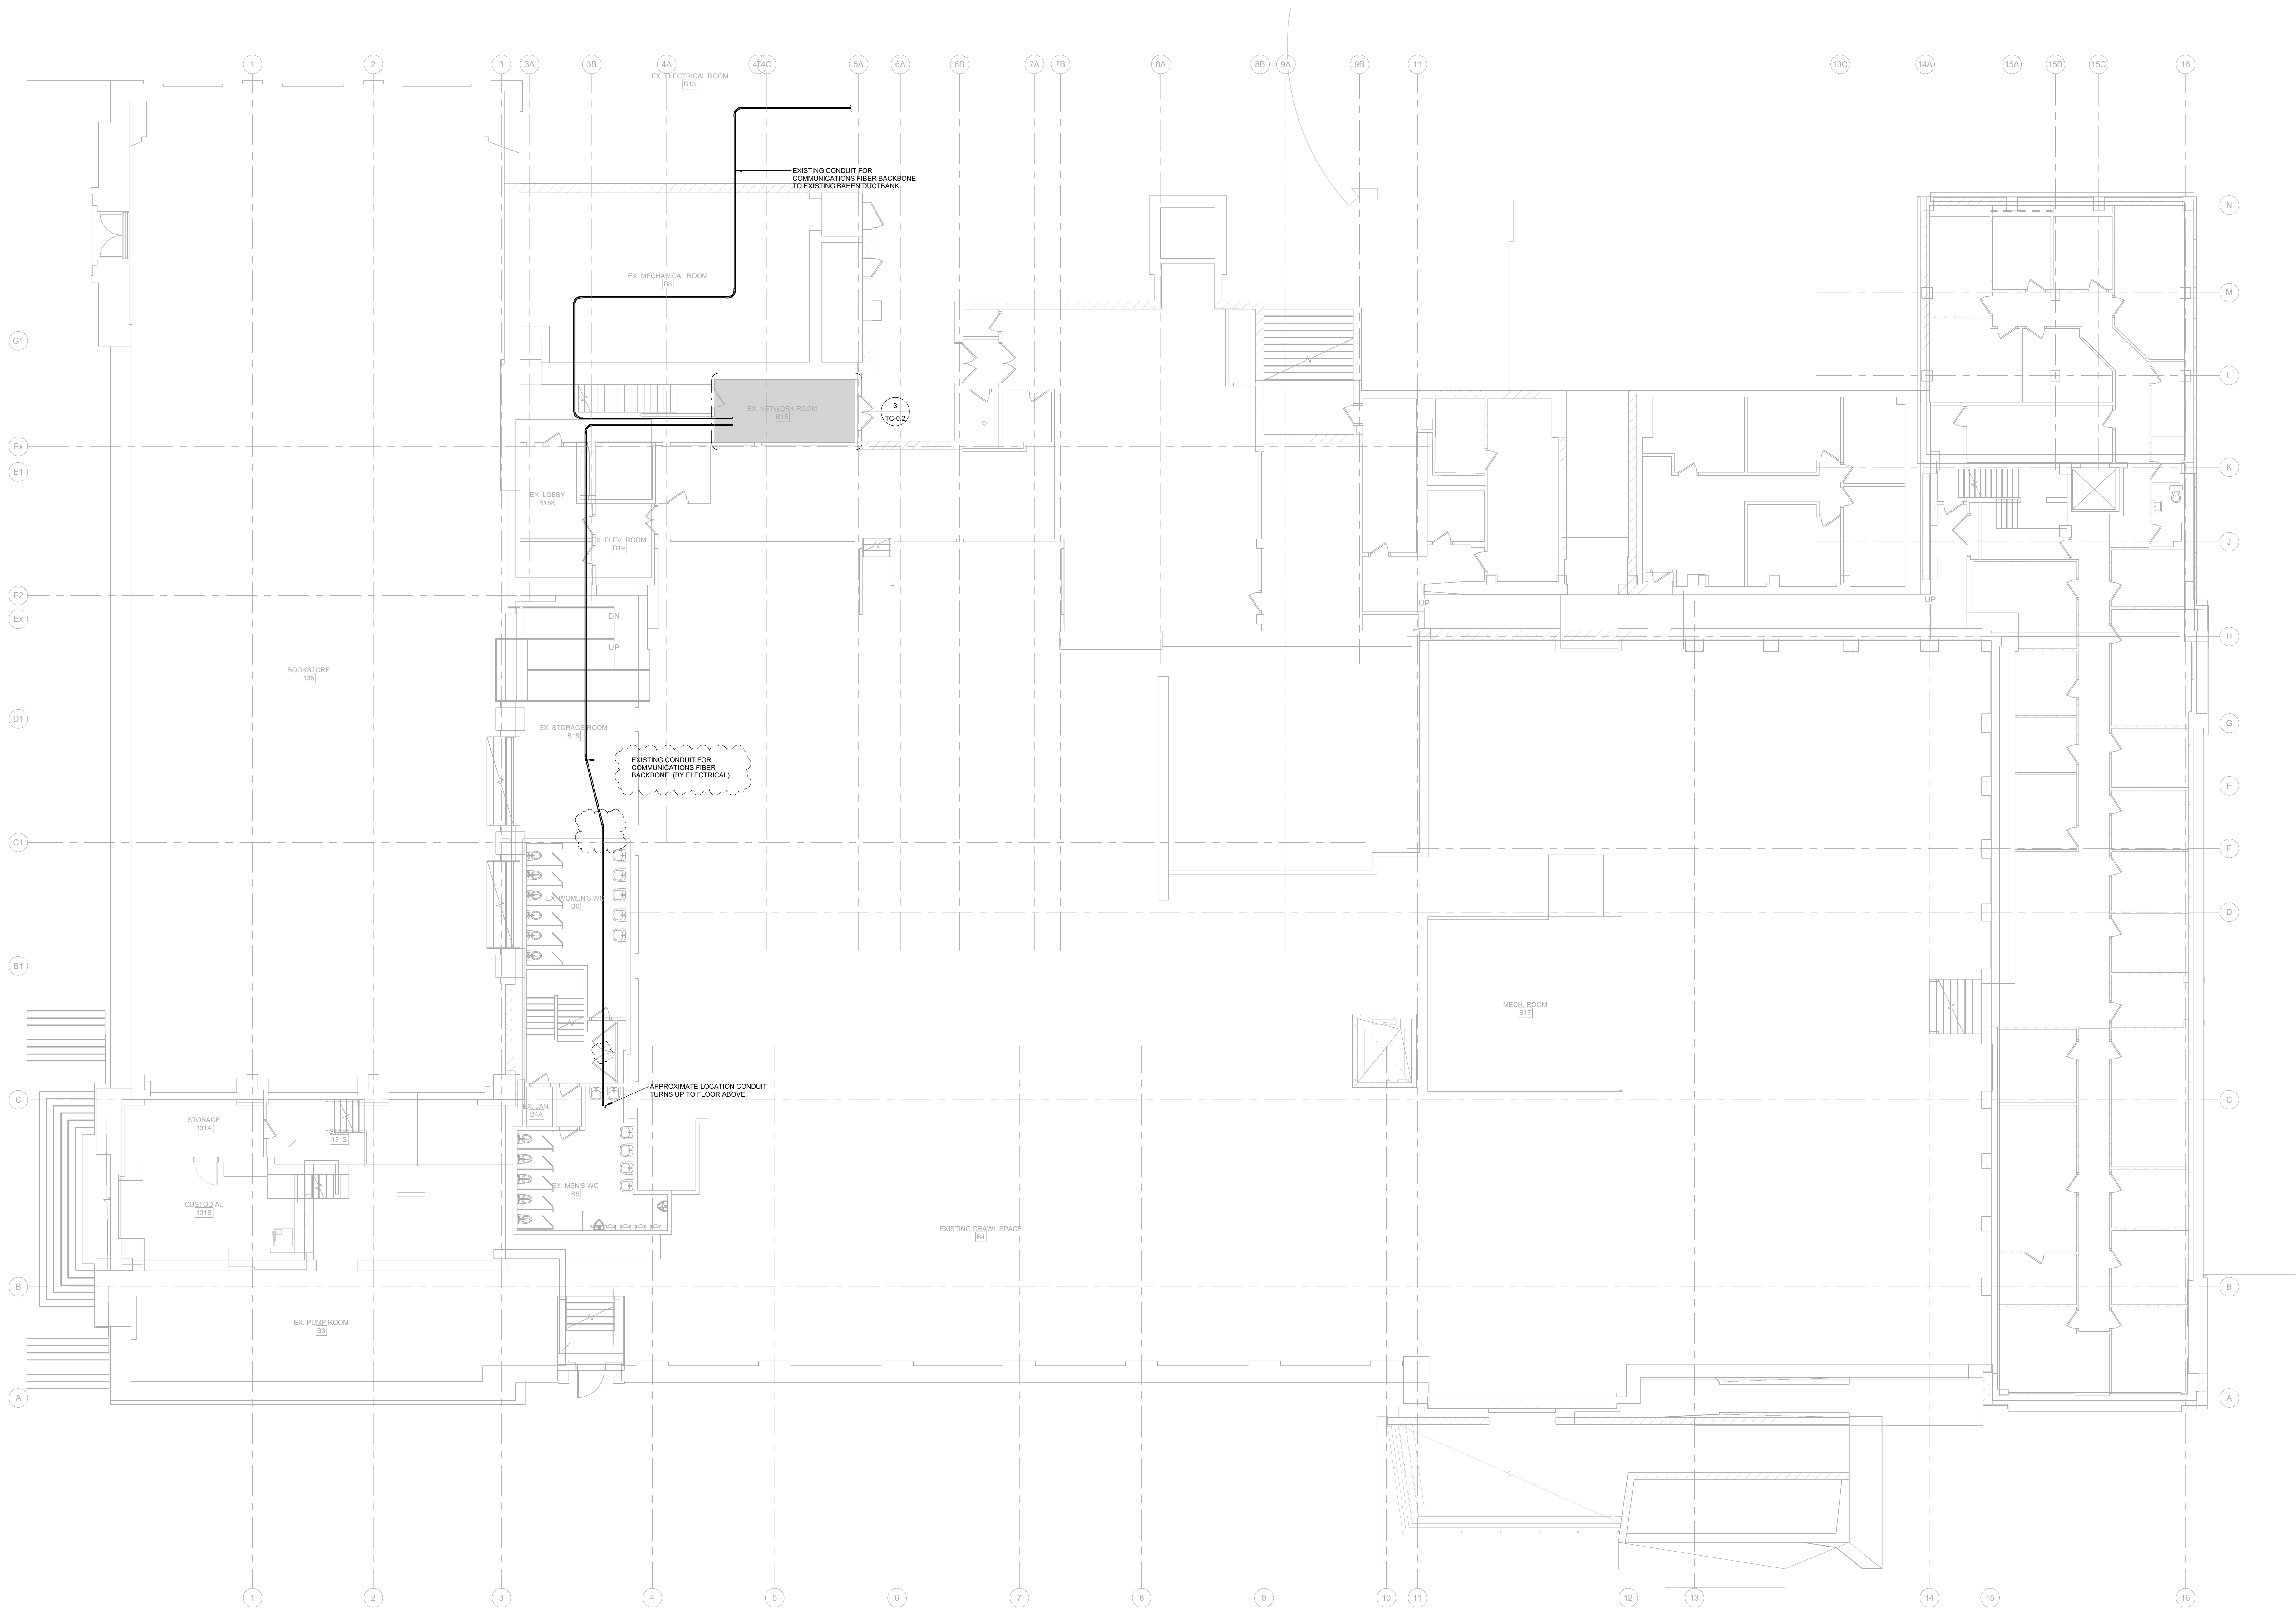 1
2
3
3A
3B
4A
4C
5A
6A
6B
7A
7B
8A
8B
9A
9B
11
13C
14A
15A
15B
15C
16
EX. ELECTRICAL ROOM
B13
EXISTING CONDUIT FOR
COMMUNICATIONS FIBER BACKBONE
TO EXISTING BAHEN DUCTBANK.
N
EX. MECHANICAL ROOM
B8
M
G1
L
EX. NETWORK ROOM
B15
3
TC-0.2
Fx
E1
K
EX. LOBBY
B15K
X. ELEV. ROOM
B19
J
E2
UP
UP
Ex
DN
H
UP
BOOKSTORE
135
D1
G
EX. STORAGE ROOM
B18
EXISTING CONDUIT FOR
COMMUNICATIONS FIBER
BACKBONE. (BY ELECTRICAL).
F
C1
E
EX. WOMEN'S WC
B6
D
B1
MECH. ROOM
B17
APPROXIMATE LOCATION CONDUIT
TURNS UP TO FLOOR ABOVE.
C
C
EX. JAN.
B4A
STORAGE
131A
131S
EX. MEN'S WC
B5
CUSTODIAL
131B
EXISTING CRAWL SPACE
B4
B
B
EX. PUMP ROOM
B3
A
A
1
2
3
4
5
6
7
8
9
10
11
12
13
14
15
16